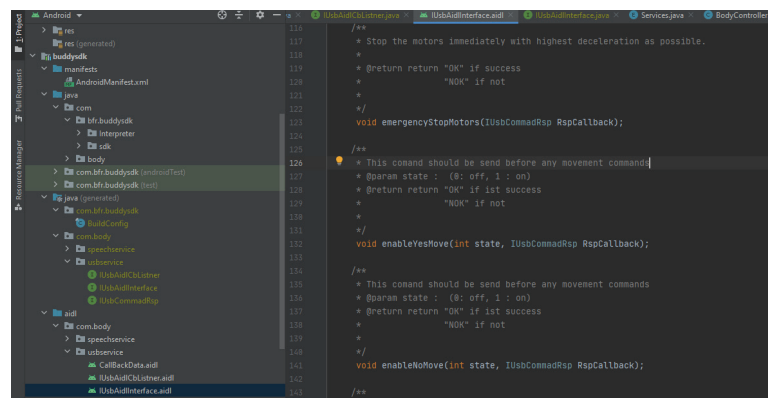 Android
IUsbAidlCbListner.java
IUsbAidlInterface.aidl
IUsbAidlInterface.java
Services.java
BodyController
1: Project
Pull Requests
Resource Manager
res
res (generated)
buddysdk
manifests
AndroidManifest.xml
java
com
bfr.buddysdk
Interpreter
sdk
body
com.bfr.buddysdk (androidTest)
com.bfr.buddysdk (test)
java (generated)
com.bfr.buddysdk
BuildConfig
com.body
speechservice
usbservice
IUsbAidlCbListner
IUsbAidlInterface
IUsbCommadRsp
aidl
com.body
speechservice
usbservice
CallBackData.aidl
IUsbAidlCbListner.aidl
IUsbAidlInterface.aidl
116 /**
117 * Stop the motors immediately with highest deceleration as possible.
118 *
119 * @return return "OK" if success
120 * "NOK" if not
121 *
122 */
123 void emergencyStopMotors(IUsbCommadRsp RspCallback);
124
125 /**
126 * This comand should be send before any movement commands
127 * @param state : (0: off, 1 : on)
128 * @return return "OK" if ist success
129 * "NOK" if not
130 *
131 */
132 void enableYesMove(int state, IUsbCommadRsp RspCallback);
133
134 /**
135 * This comand should be send before any movement commands
136 * @param state : (0: off, 1 : on)
137 * @return return "OK" if ist success
138 * "NOK" if not
139 *
140 */
141 void enableNoMove(int state, IUsbCommadRsp RspCallback);
142
143 /**